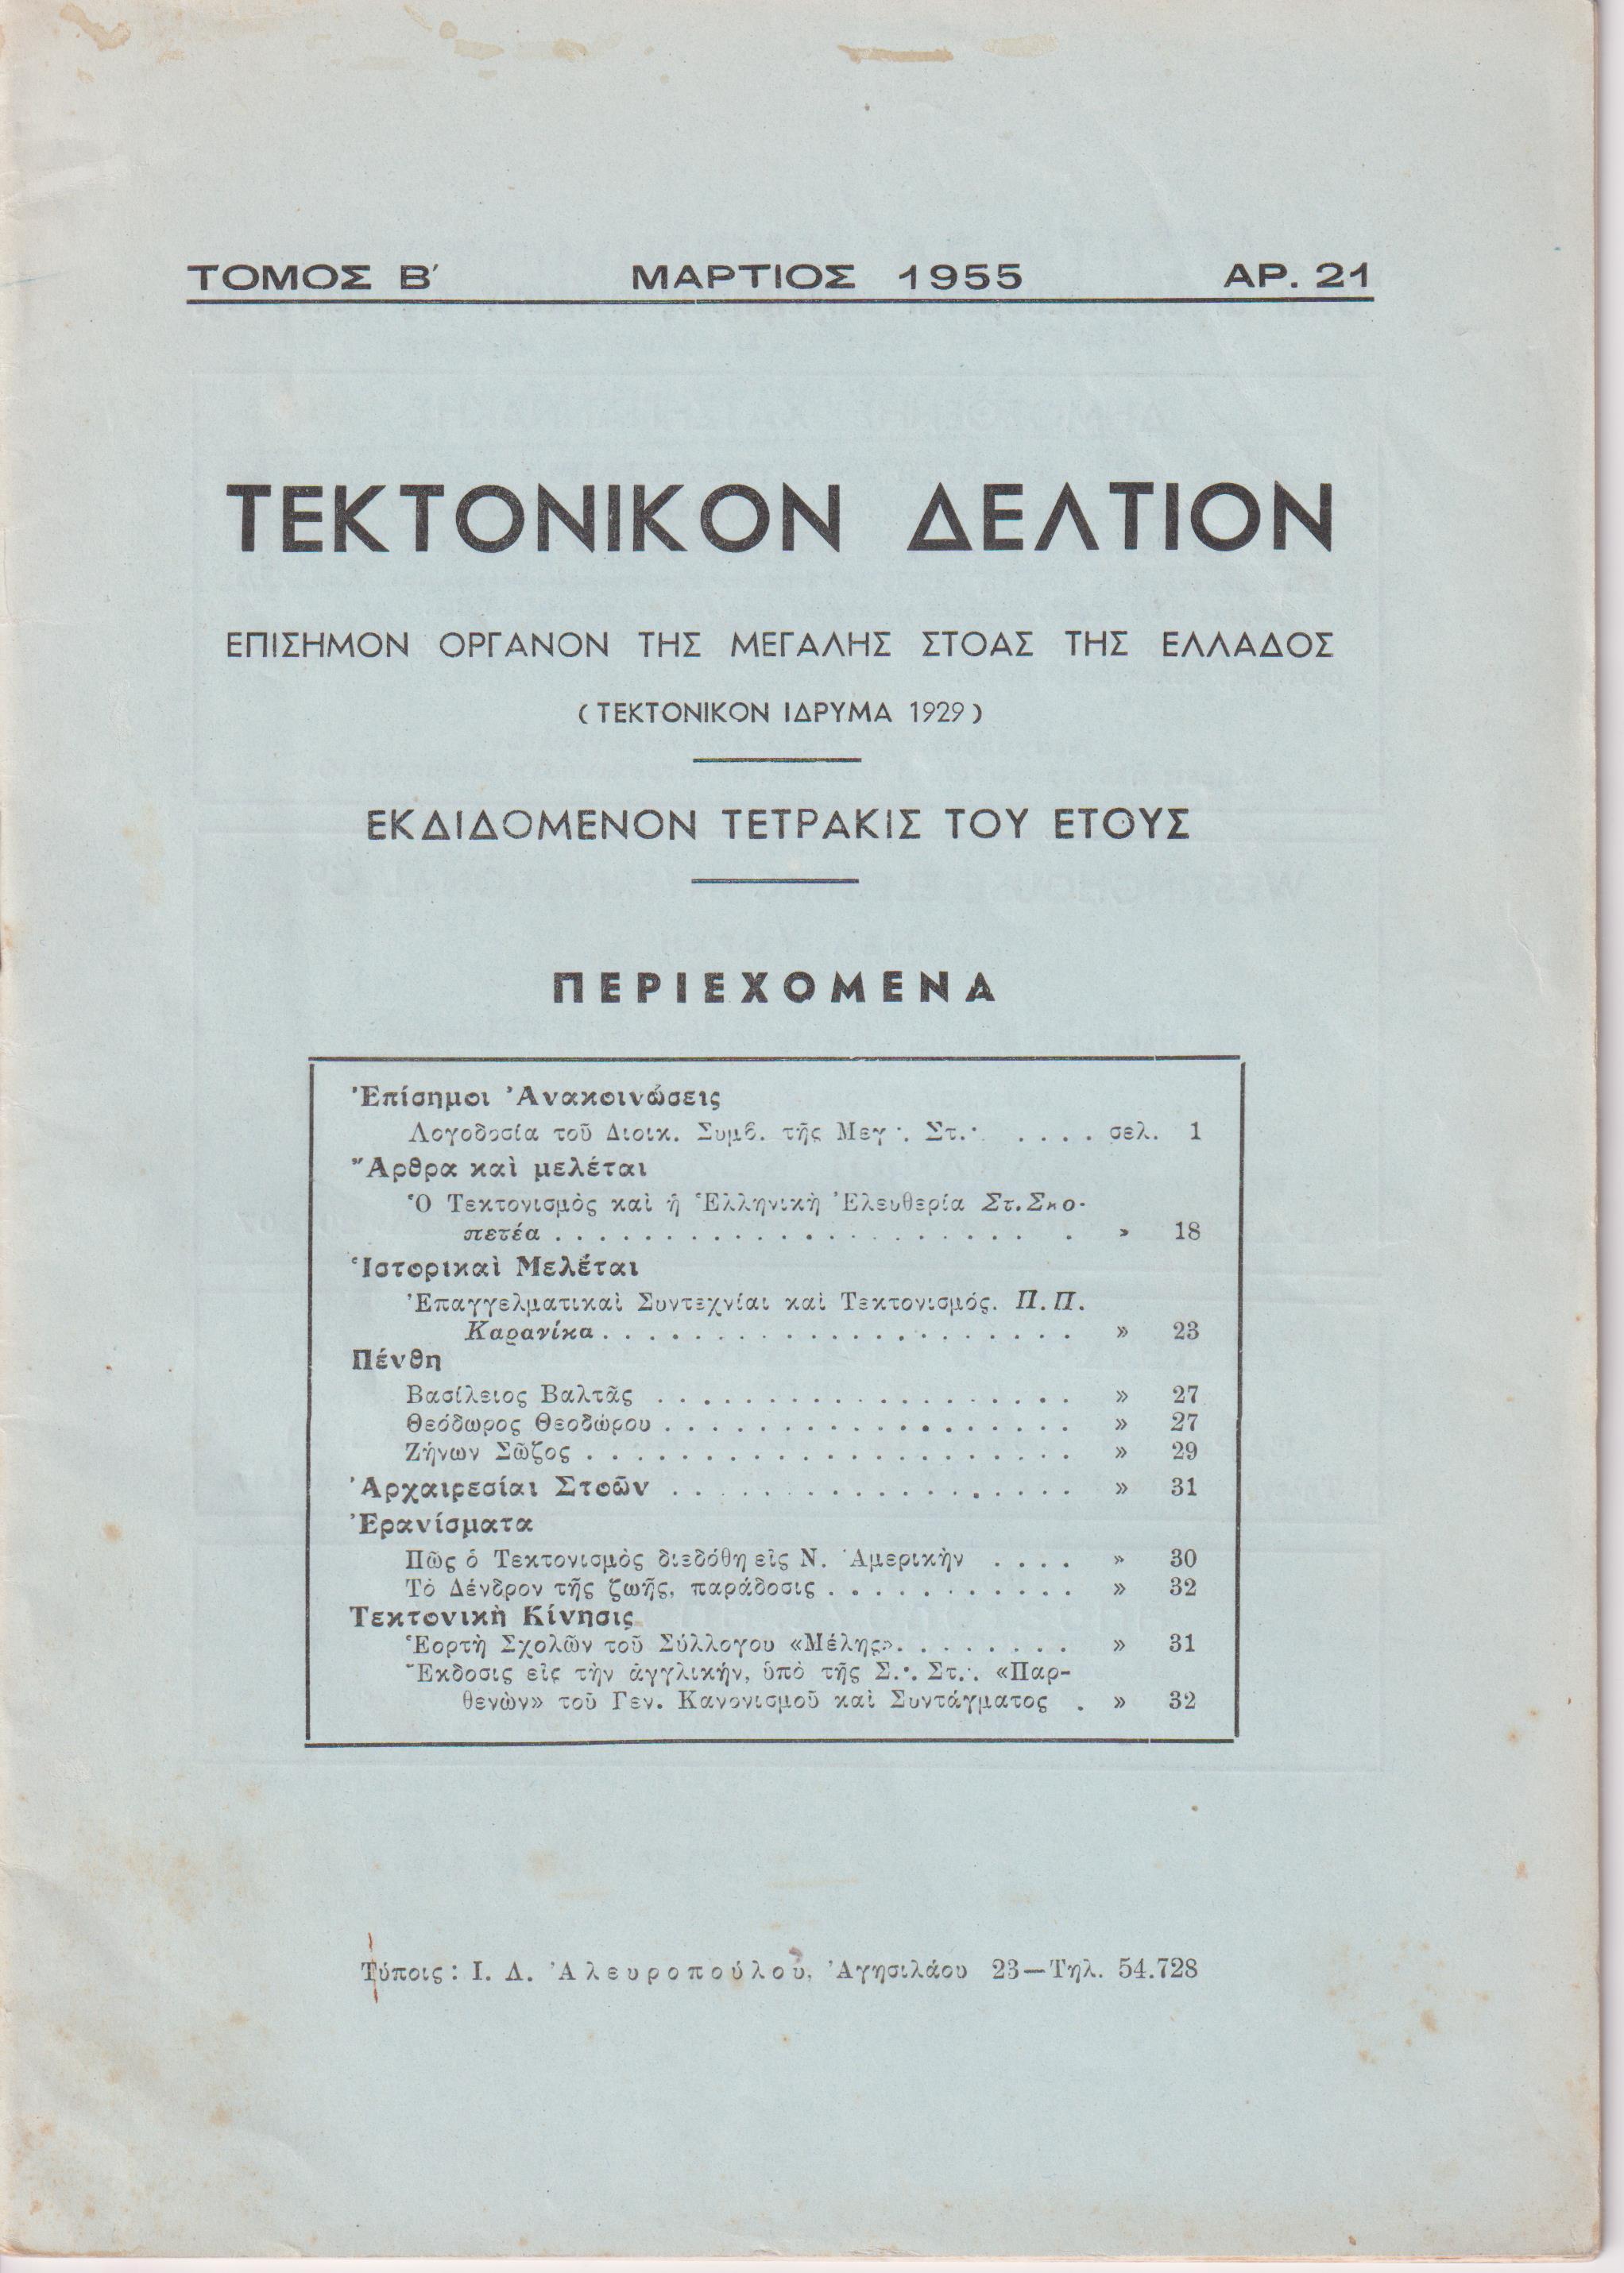 ΤΟΜΟΣ Β΄ ΜΑΡΤΙΟΣ 1955 ΑΡ. 21
ΤΕΚΤΟΝΙΚΟΝ ΔΕΛΤΙΟΝ
ΕΠΙΣΗΜΟΝ ΟΡΓΑΝΟΝ ΤΗΣ ΜΕΓΑΛΗΣ ΣΤΟΑΣ ΤΗΣ ΕΛΛΑΔΟΣ
(ΤΕΚΤΟΝΙΚΟΝ ΙΔΡΥΜΑ 1929)
ΕΚΔΙΔΟΜΕΝΟΝ ΤΕΤΡΑΚΙΣ ΤΟΥ ΕΤΟΥΣ
ΠΕΡΙΕΧΟΜΕΝΑ
Ἐπίσημοι Ἀνακοινώσεις
Λογοδοσία τοῦ Διοικ. Συμβ. τῆς Μεγ∴ Στ∴ . . . . σελ. 1
Ἄρθρα καὶ μελέται
Ὁ Τεκτονισμὸς καὶ ἡ Ἑλληνικὴ Ἐλευθερία Στ. Σκο-
πετέα . . . . . . . . . . . . . . . . . . » 18
Ἱστορικαὶ Μελέται
Ἐπαγγελματικαὶ Συντεχνίαι καὶ Τεκτονισμός. Π. Π.
Καρανίκα . . . . . . . . . . . . . . . . . . » 23
Πένθη
Βασίλειος Βαλτᾶς . . . . . . . . . . . . . . . . . . » 27
Θεόδωρος Θεοδώρου . . . . . . . . . . . . . . . . . . » 27
Ζήνων Σῶζος . . . . . . . . . . . . . . . . . . » 29
Ἀρχαιρεσίαι Στοῶν . . . . . . . . . . . . . . . . . . » 31
Ἐρανίσματα
Πῶς ὁ Τεκτονισμὸς διεδόθη εἰς Ν. Ἀμερικὴν . . . . » 30
Τὸ Δένδρον τῆς ζωῆς, παράδοσις . . . . . . . . . . . » 32
Τεκτονικὴ Κίνησις
Ἑορτὴ Σχολῶν τοῦ Σύλλογου «Μέλης». . . . . . . . » 31
Ἔκδοσις εἰς τὴν ἀγγλικήν, ὑπὸ τῆς Σ∴ Στ∴ «Παρ-
θενὼν» τοῦ Γεν. Κανονισμοῦ καὶ Συντάγματος . » 32
Τύποις: Ι. Δ. Ἀλευροπούλου, Ἀγησιλάου 23—Τηλ. 54.728